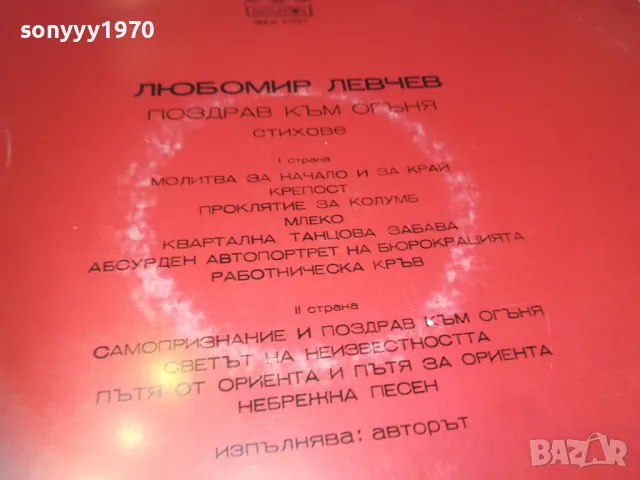 sonyyy1970
ЛЮБОМИР ЛЕВЧЕВ
ПОЗДРАВ КЪМ ОГЪНЯ
стихове
I страна
МОЛИТВА ЗА НАЧАЛО И ЗА КРАЙ
КРЕПОСТ
ПРОКЛЯТИЕ ЗА КОЛУМБ
МЛЕКО
КВАРТАЛНА ТАНЦОВА ЗАБАВА
АБСУРДЕН АВТОПОРТРЕТ НА БЮРОКРАЦИЯТА
РАБОТНИЧЕСКА КРЪВ
II страна
САМОПРИЗНАНИЕ И ПОЗДРАВ КЪМ ОГЪНЯ
СВЕТЪТ НА НЕИЗВЕСТНОСТТА
ПЪТЯ ОТ ОРИЕНТА И ПЪТЯ ЗА ОРИЕНТА
НЕБРЕЖНА ПЕСЕН
изпълнява: авторът
bazar